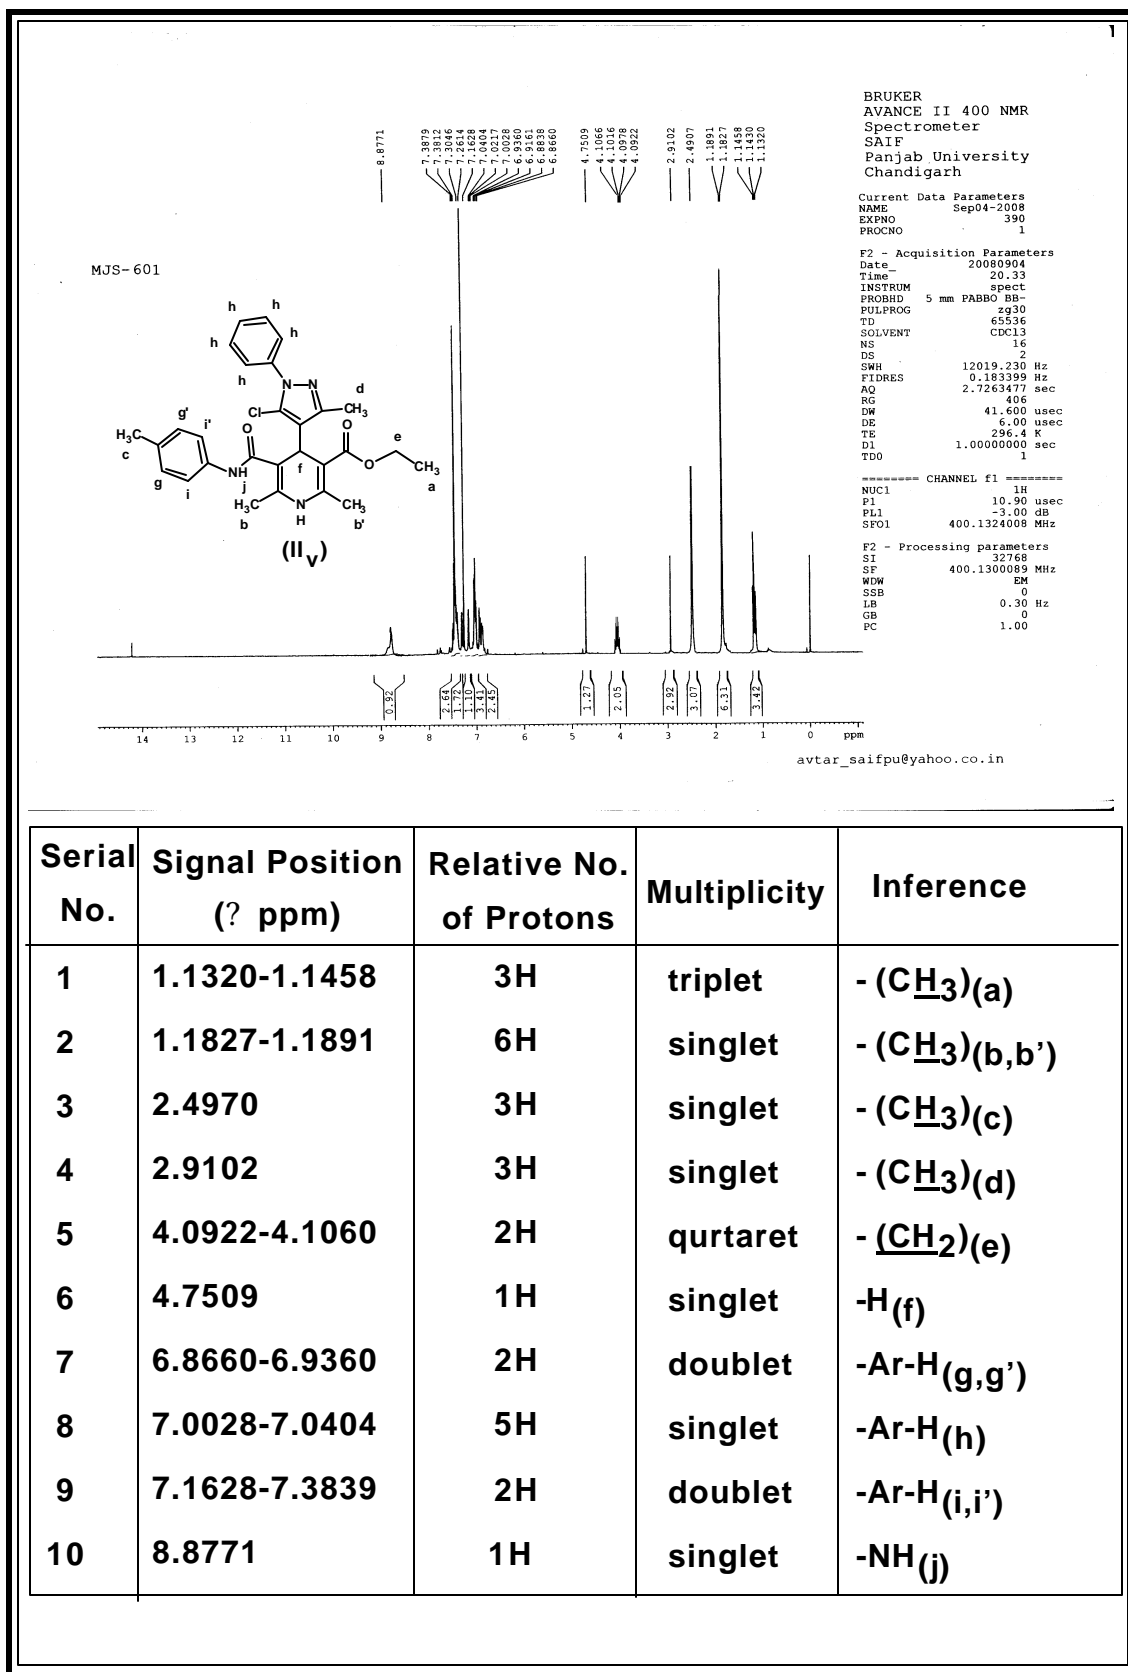 1
BRUKER
AVANCE II 400 NMR
Spectrometer
SAIF
Panjab University
Chandigarh
8.8771
7.3879
7.3812
7.3046
7.2614
7.1628
7.0404
7.0217
7.0028
6.9360
6.9161
6.8838
6.8660
4.7509
4.1066
4.1016
4.0978
4.0922
2.9102
2.4907
1.1891
1.1827
1.1458
1.1430
1.1320
Current Data Parameters
NAME Sep04-2008
EXPNO 390
PROCNO 1
F2 - Acquisition Parameters
Date_ 20080904
Time 20.33
INSTRUM spect
PROBHD 5 mm PABBO BB-
PULPROG zg30
TD 65536
SOLVENT CDCl3
NS 16
DS 2
SWH 12019.230 Hz
FIDRES 0.183399 Hz
AQ 2.7263477 sec
RG 406
DW 41.600 usec
DE 6.00 usec
TE 296.4 K
D1 1.00000000 sec
TD0 1
======== CHANNEL f1 ========
NUC1 1H
P1 10.90 usec
PL1 -3.00 dB
SFO1 400.1324008 MHz
F2 - Processing parameters
SI 32768
SF 400.1300089 MHz
WDW EM
SSB 0
LB 0.30 Hz
GB 0
PC 1.00
MJS-601
h h
h h
h
N N
d
Cl CH3
g' i'
O O e
H3C
c
NH f O CH3
g i j a
H3C N CH3
b H b'
(IIv)
0.92 2.64 1.72 1.10 3.41 2.45 1.27 2.05 2.92 3.07 6.31 3.42
14 13 12 11 10 9 8 7 6 5 4 3 2 1 0 ppm
avtar_saifpu@yahoo.co.in
Serial No. Signal Position (? ppm) Relative No. of Protons Multiplicity Inference
1 1.1320-1.1458 3H triplet - (CH3)(a)
2 1.1827-1.1891 6H singlet - (CH3)(b,b’)
3 2.4970 3H singlet - (CH3)(c)
4 2.9102 3H singlet - (CH3)(d)
5 4.0922-4.1060 2H qurtaret - (CH2)(e)
6 4.7509 1H singlet -H(f)
7 6.8660-6.9360 2H doublet -Ar-H(g,g’)
8 7.0028-7.0404 5H singlet -Ar-H(h)
9 7.1628-7.3839 2H doublet -Ar-H(i,i’)
10 8.8771 1H singlet -NH(j)